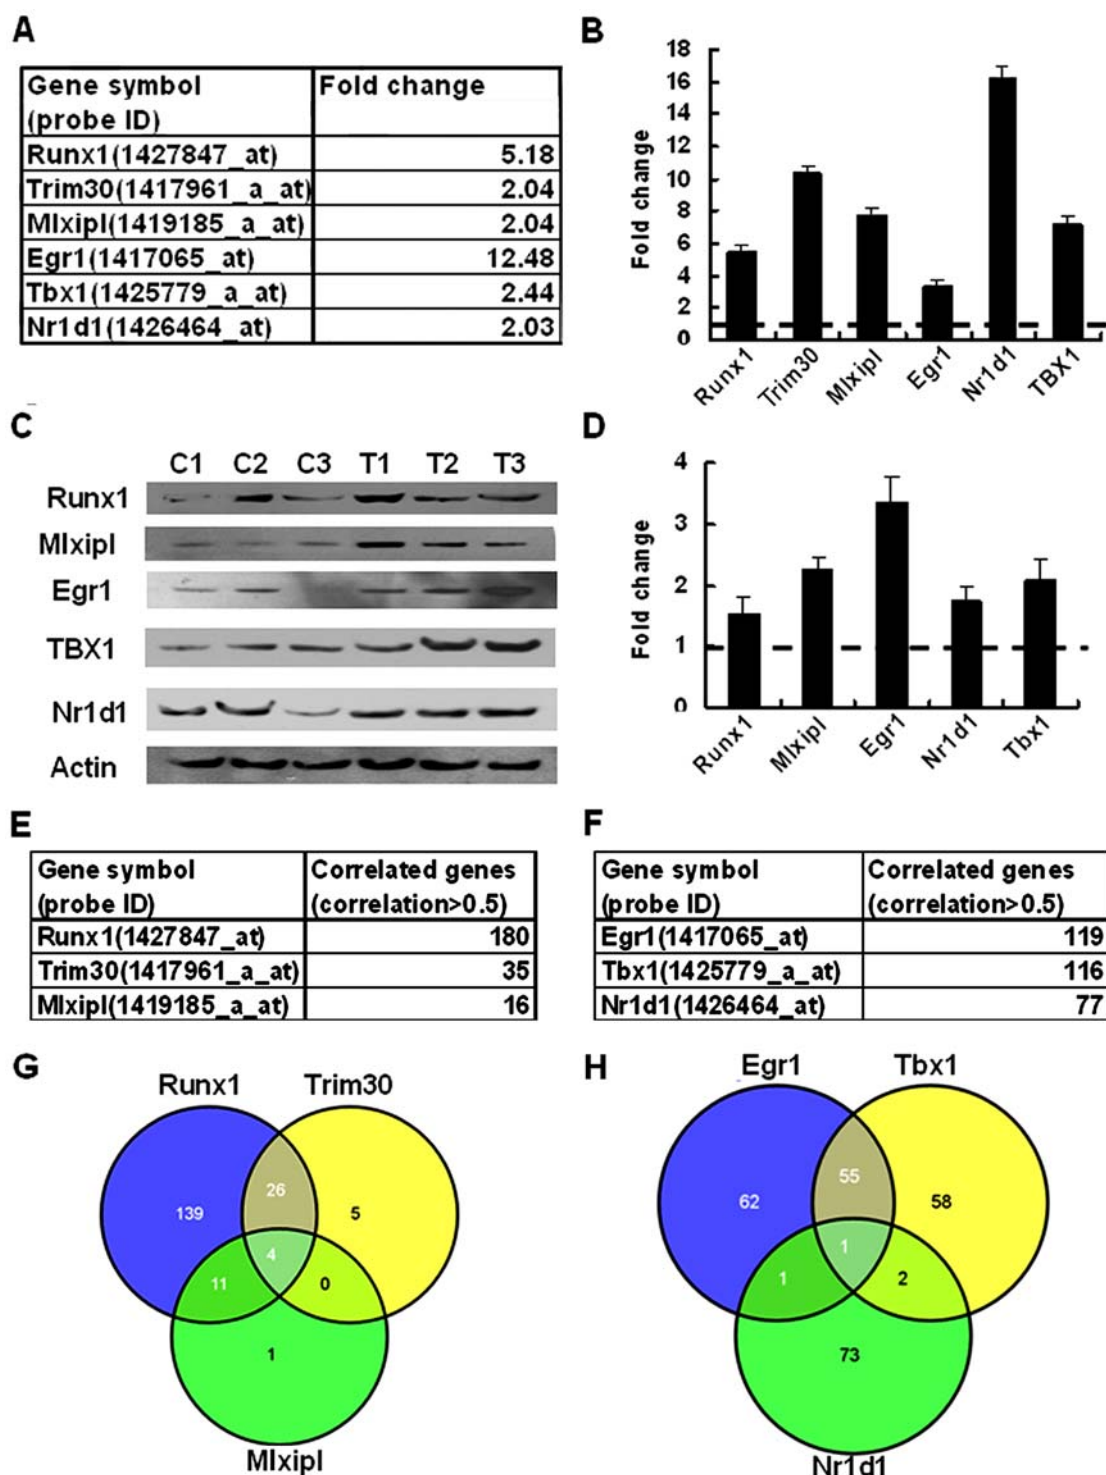 A
Gene symbol Fold change
(probe ID)
Runx1(1427847_at) 5.18
Trim30(1417961_a_at) 2.04
Mlxipl(1419185_a_at) 2.04
Egr1(1417065_at) 12.48
Tbx1(1425779_a_at) 2.44
Nr1d1(1426464_at) 2.03
B
Fold change
18
16
14
12
10
8
6
4
2
0
Runx1
Trim30
Mlxipl
Egr1
Nr1d1
TBX1
C
C1 C2 C3 T1 T2 T3
Runx1
Mlxipl
Egr1
TBX1
Nr1d1
Actin
D
Fold change
4
3
2
1
0
Runx1
Mlxipl
Egr1
Nr1d1
Tbx1
E
Gene symbol Correlated genes
(probe ID) (correlation>0.5)
Runx1(1427847_at) 180
Trim30(1417961_a_at) 35
Mlxipl(1419185_a_at) 16
F
Gene symbol Correlated genes
(probe ID) (correlation>0.5)
Egr1(1417065_at) 119
Tbx1(1425779_a_at) 116
Nr1d1(1426464_at) 77
G
Runx1 Trim30
26
139 5
4
11 0
1
Mlxipl
H
Egr1 Tbx1
55
62 58
1
1 2
73
Nr1d1